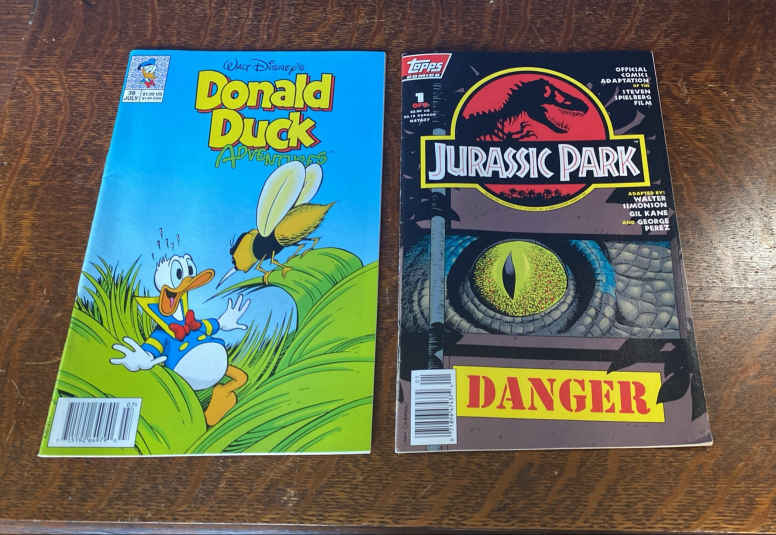 WALT DISNEY'S
Donald
Duck
ADVENTURES
38
JULY
?
? ? ? ?
TOPPS
COMICS
1
OFFICIAL
COMICS
ADAPTATION
OF THE
STEVEN
SPIELBERG
FILM
JURASSIC PARK
ADAPTED BY:
WALTER
SIMONSON
GIL KANE
AND GEORGE
PEREZ
DANGER